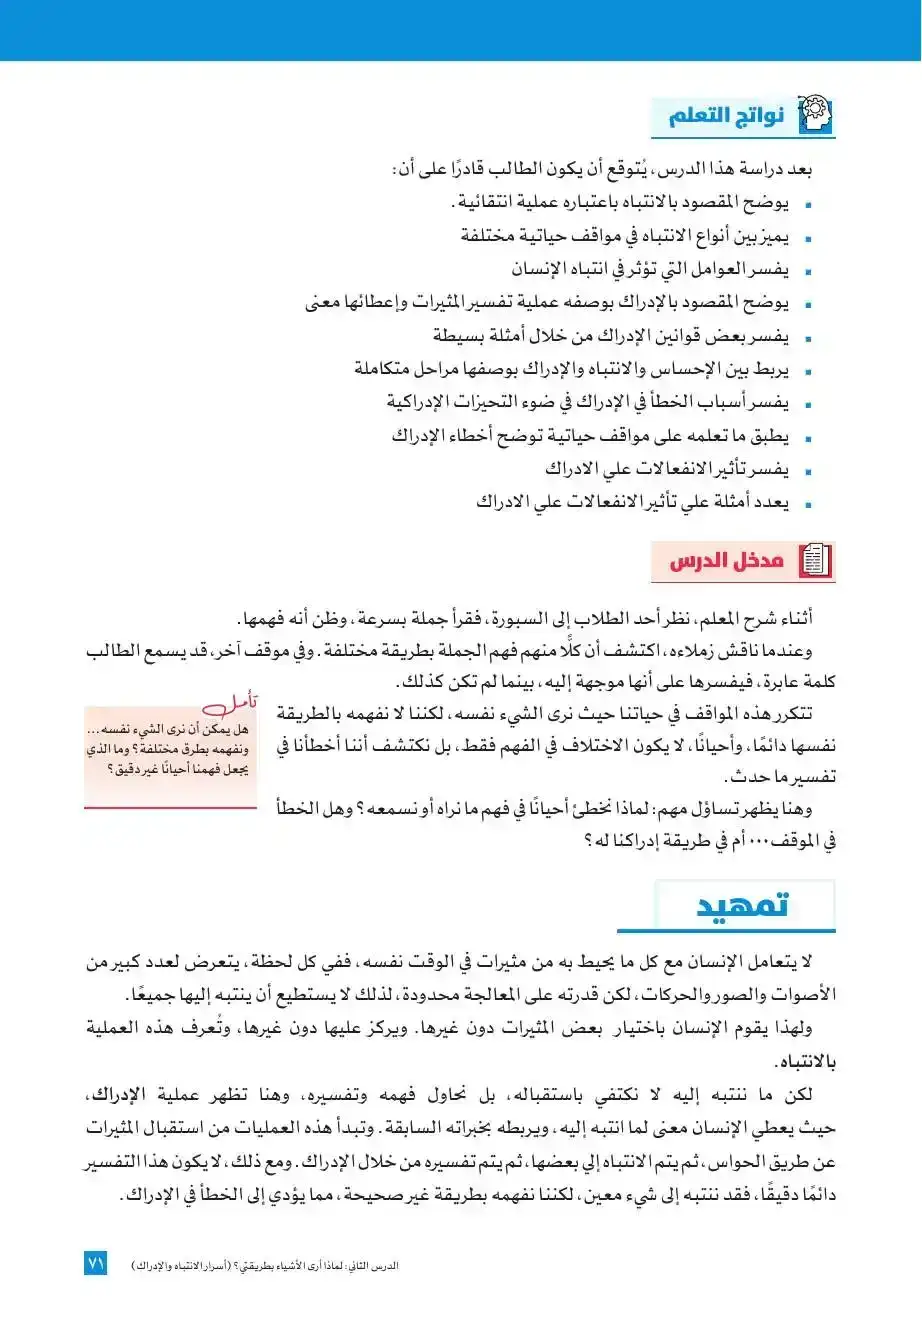 نواتج التعلم
بعد دراسة هذا الدرس، يُتوقع أن يكون الطالب قادرًا على أن:
▪ يوضح المقصود بالانتباه باعتباره عملية انتقائية.
▪ يميز بين أنواع الانتباه في مواقف حياتية مختلفة
▪ يفسر العوامل التي تؤثر في انتباه الإنسان
▪ يوضح المقصود بالإدراك بوصفه عملية تفسير المثيرات وإعطائها معنى
▪ يفسر بعض قوانين الإدراك من خلال أمثلة بسيطة
▪ يربط بين الإحساس والانتباه والإدراك بوصفها مراحل متكاملة
▪ يفسر أسباب الخطأ في الإدراك في ضوء التحيزات الإدراكية
▪ يطبق ما تعلمه على مواقف حياتية توضح أخطاء الإدراك
▪ يفسر تأثير الانفعالات علي الادراك
▪ يعدد أمثلة علي تأثير الانفعالات علي الادراك
مدخل الدرس
أثناء شرح المعلم، نظر أحد الطلاب إلى السبورة، فقرأ جملة بسرعة، وظن أنه فهمها.
وعندما ناقش زملاءه، اكتشف أن كلًّا منهم فهم الجملة بطريقة مختلفة. وفي موقف آخر، قد يسمع الطالب
كلمة عابرة، فيفسرها على أنها موجهة إليه، بينما لم تكن كذلك.
تتكرر هذه المواقف في حياتنا حيث نرى الشيء نفسه، لكننا لا نفهمه بالطريقة
نفسها دائمًا، وأحيانًا، لا يكون الاختلاف في الفهم فقط، بل نكتشف أننا أخطأنا في
تفسير ما حدث.
وهنا يظهر تساؤل مهم: لماذا نخطئ أحيانًا في فهم ما نراه أو نسمعه؟ وهل الخطأ
في الموقف... أم في طريقة إدراكنا له؟
تأمل
هل يمكن أن نرى الشيء نفسه...
ونفهمه بطرق مختلفة؟ وما الذي
يجعل فهمنا أحيانًا غير دقيق؟
تمهيد
لا يتعامل الإنسان مع كل ما يحيط به من مثيرات في الوقت نفسه، ففي كل لحظة، يتعرض لعدد كبير من
الأصوات والصور والحركات، لكن قدرته على المعالجة محدودة، لذلك لا يستطيع أن ينتبه إليها جميعًا.
ولهذا يقوم الإنسان باختيار بعض المثيرات دون غيرها. ويركز عليها دون غيرها، وتُعرف هذه العملية
بالانتباه.
لكن ما ننتبه إليه لا نكتفي باستقباله، بل نحاول فهمه وتفسيره، وهنا تظهر عملية الإدراك،
حيث يعطي الإنسان معنى لما انتبه إليه، ويربطه بخبراته السابقة. وتبدأ هذه العمليات من استقبال المثيرات
عن طريق الحواس، ثم يتم الانتباه إلي بعضها، ثم يتم تفسيره من خلال الإدراك. ومع ذلك، لا يكون هذا التفسير
دائمًا دقيقًا، فقد ننتبه إلى شيء معين، لكننا نفهمه بطريقة غير صحيحة، مما يؤدي إلى الخطأ في الإدراك.
الدرس الثاني: لماذا أرى الأشياء بطريقتي؟ (أسرار الانتباه والإدراك) ٧١